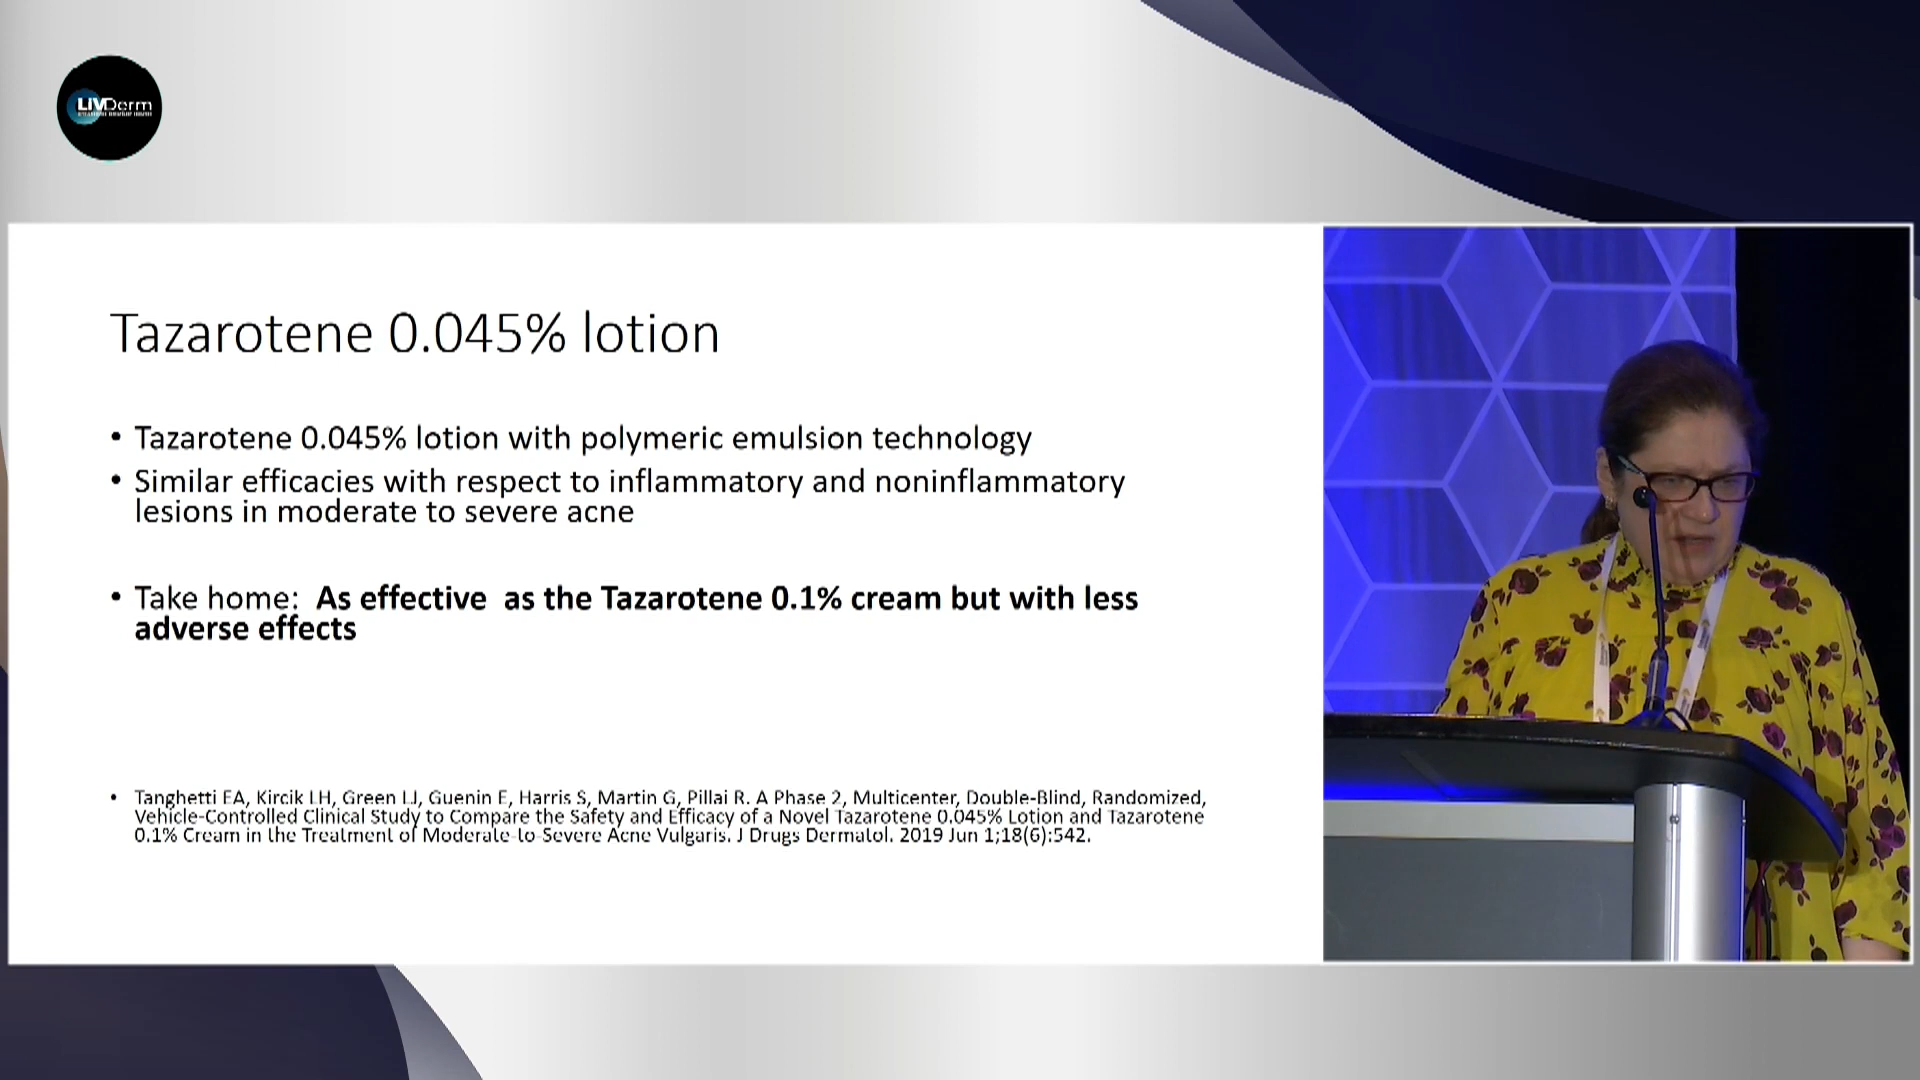 LIVDerm
Tazarotene 0.045% lotion
• Tazarotene 0.045% lotion with polymeric emulsion technology
• Similar efficacies with respect to inflammatory and noninflammatory
lesions in moderate to severe acne
• Take home: As effective as the Tazarotene 0.1% cream but with less
adverse effects
• Tanghetti EA, Kircik LH, Green LJ, Guenin E, Harris S, Martin G, Pillai R. A Phase 2, Multicenter, Double-Blind, Randomized,
Vehicle-Controlled Clinical Study to Compare the Safety and Efficacy of a Novel Tazarotene 0.045% Lotion and Tazarotene
0.1% Cream in the Treatment of Moderate-to-Severe Acne Vulgaris. J Drugs Dermatol. 2019 Jun 1;18(6):542.